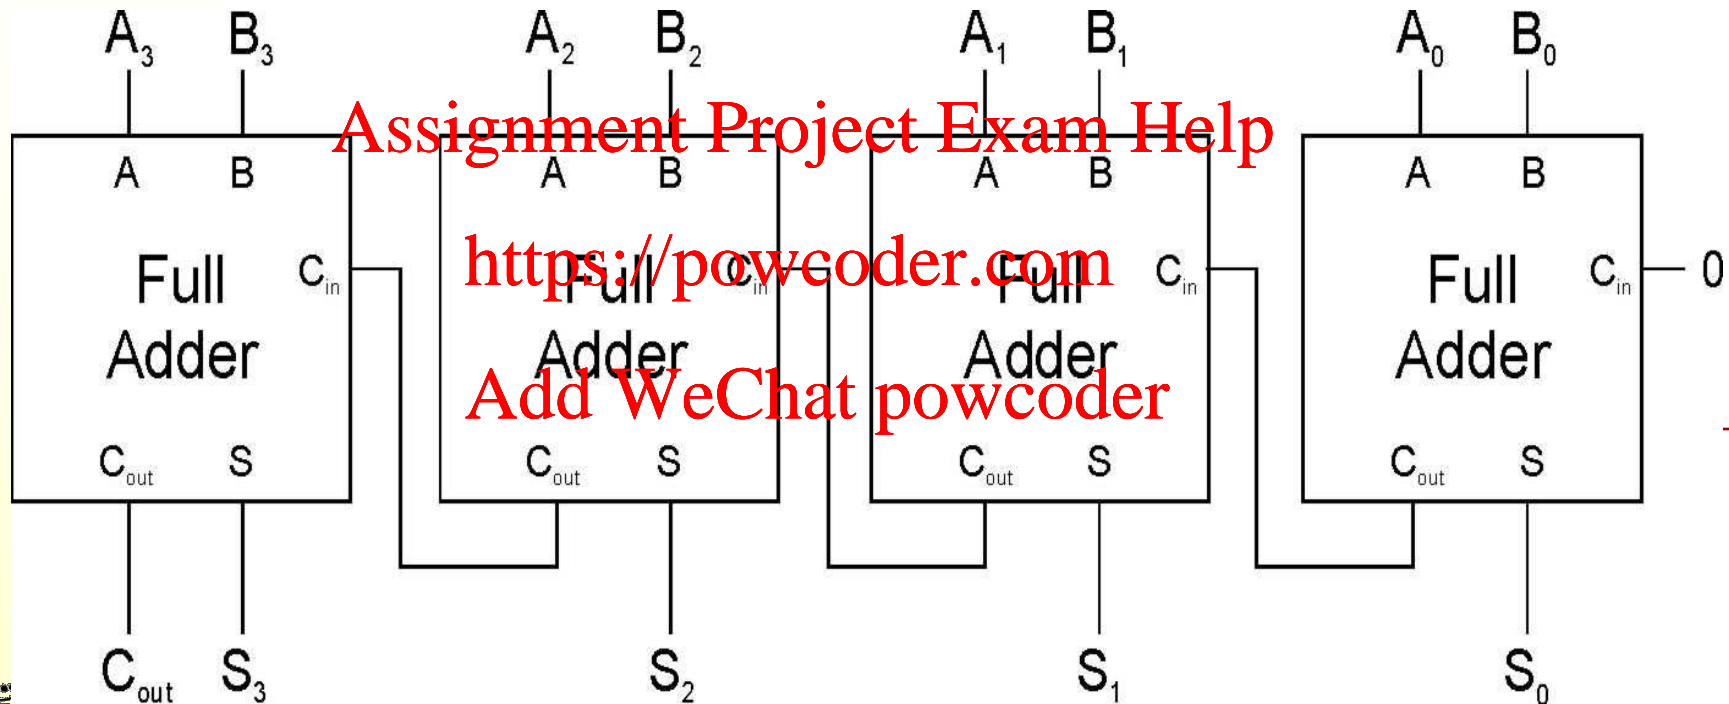 A3 B3 A2 B2 A1 B1 A0 B0
Assignment Project Exam Help
A B A B A B A B
https://powcoder.com
Full Cin Full Cin Full Cin Full Cin 0
Adder Adder Adder Adder
Add WeChat powcoder
Cout S Cout S Cout S Cout S
Cout S3 S2 S1 S0